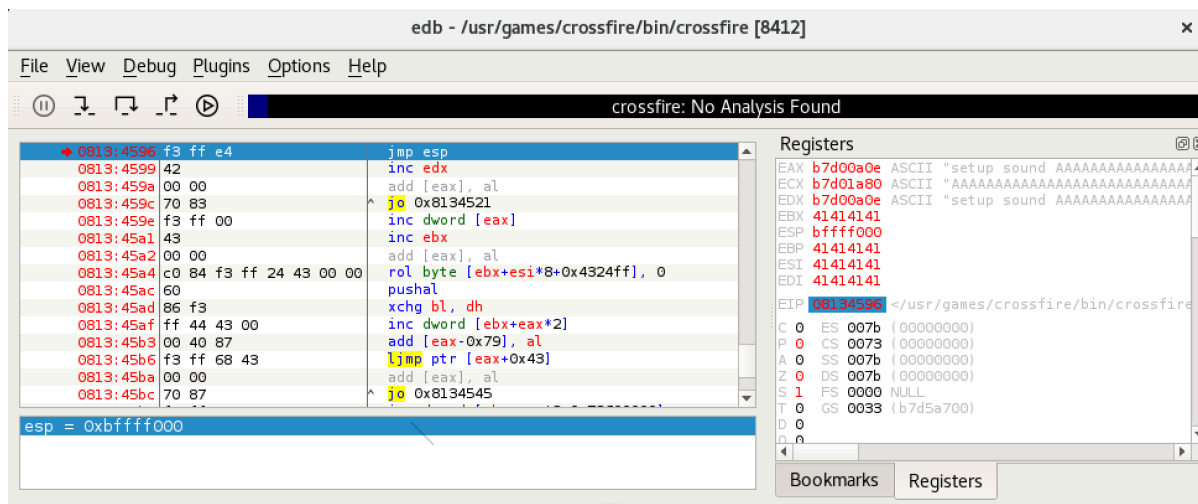 edb - /usr/games/crossfire/bin/crossfire [8412]
File View Debug Plugins Options Help
crossfire: No Analysis Found
0813:4596 f3 ff e4 jmp esp
0813:4599 42 inc edx
0813:459a 00 00 add [eax], al
0813:459c 70 83 ^ jo 0x8134521
0813:459e f3 ff 00 inc dword [eax]
0813:45a1 43 inc ebx
0813:45a2 00 00 add [eax], al
0813:45a4 c0 84 f3 ff 24 43 00 00 rol byte [ebx+esi*8+0x4324ff], 0
0813:45ac 60 pushal
0813:45ad 86 f3 xchg bl, dh
0813:45af ff 44 43 00 inc dword [ebx+eax*2]
0813:45b3 00 40 87 add [eax-0x79], al
0813:45b6 f3 ff 68 43 ljmp ptr [eax+0x43]
0813:45ba 00 00 add [eax], al
0813:45bc 70 87 ^ jo 0x8134545
esp = 0xbffff000
Registers
EAX b7d00a0e ASCII "setup sound AAAAAAAAAAAAAAAAA
ECX b7d01a80 ASCII "AAAAAAAAAAAAAAAAAAAAAAAAAAAAA
EDX b7d00a0e ASCII "setup sound AAAAAAAAAAAAAAAAA
EBX 41414141
ESP bffff000
EBP 41414141
ESI 41414141
EDI 41414141
EIP 08134596 </usr/games/crossfire/bin/crossfire
C 0 ES 007b (00000000)
P 0 CS 0073 (00000000)
A 0 SS 007b (00000000)
Z 0 DS 007b (00000000)
S 1 FS 0000 NULL
T 0 GS 0033 (b7d5a700)
D 0
Bookmarks Registers